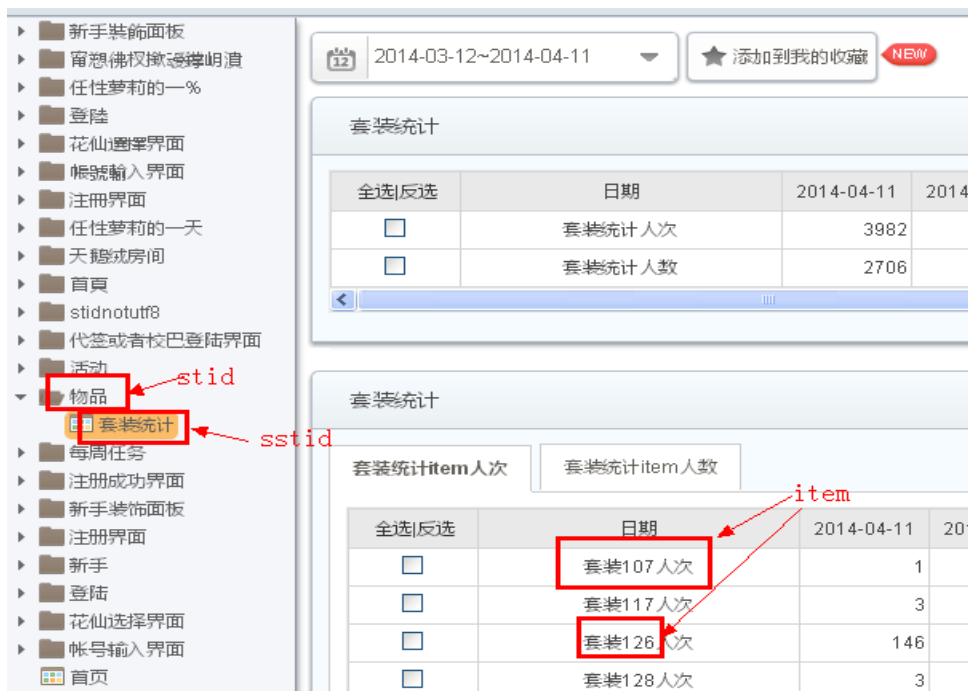 新手裝飾面板
任性萝莉的一%
登陸
花仙選擇界面
帳號輸入界面
注冊界面
任性萝莉的一天
天鹅绒房间
首頁
stidnotutf8
代签或者校巴登陆界面
活动
物品
stid
套装统计
sstid
每周任务
注册成功界面
新手装饰面板
注册界面
新手
登陆
花仙选择界面
帐号输入界面
首页
12 2014-03-12~2014-04-11 添加到我的收藏 NEW
套装统计
全选|反选 日期 2014-04-11 2014
套装统计人次 3982
套装统计人数 2706
套装统计
套装统计item人次 套装统计item人数
item
全选|反选 日期 2014-04-11 20
套装107人次 1
套装117人次 3
套装126人次 146
套装128人次 3